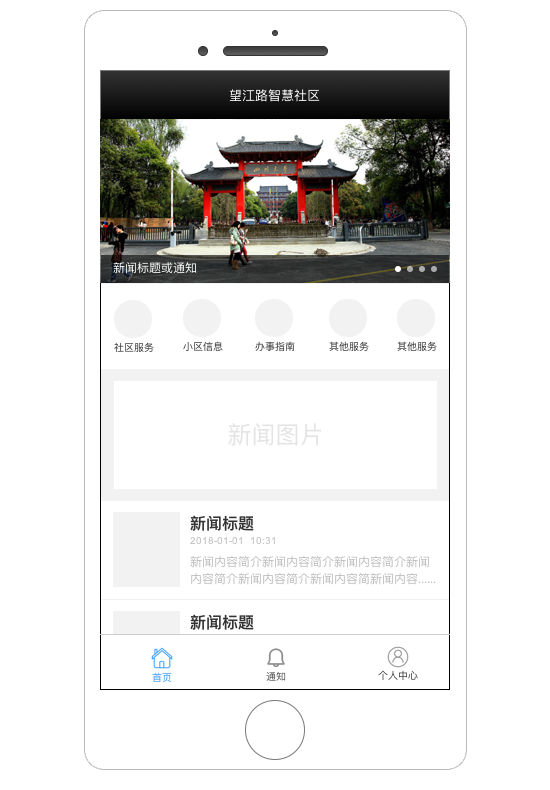 望江路智慧社区
新闻标题或通知
社区服务 小区信息 办事指南 其他服务 其他服务
新闻图片
新闻标题
2018-01-01 10:31
新闻内容简介新闻内容简介新闻内容简介新闻
内容简介新闻内容简介新闻内容简新闻内容......
新闻标题
首页 通知 个人中心